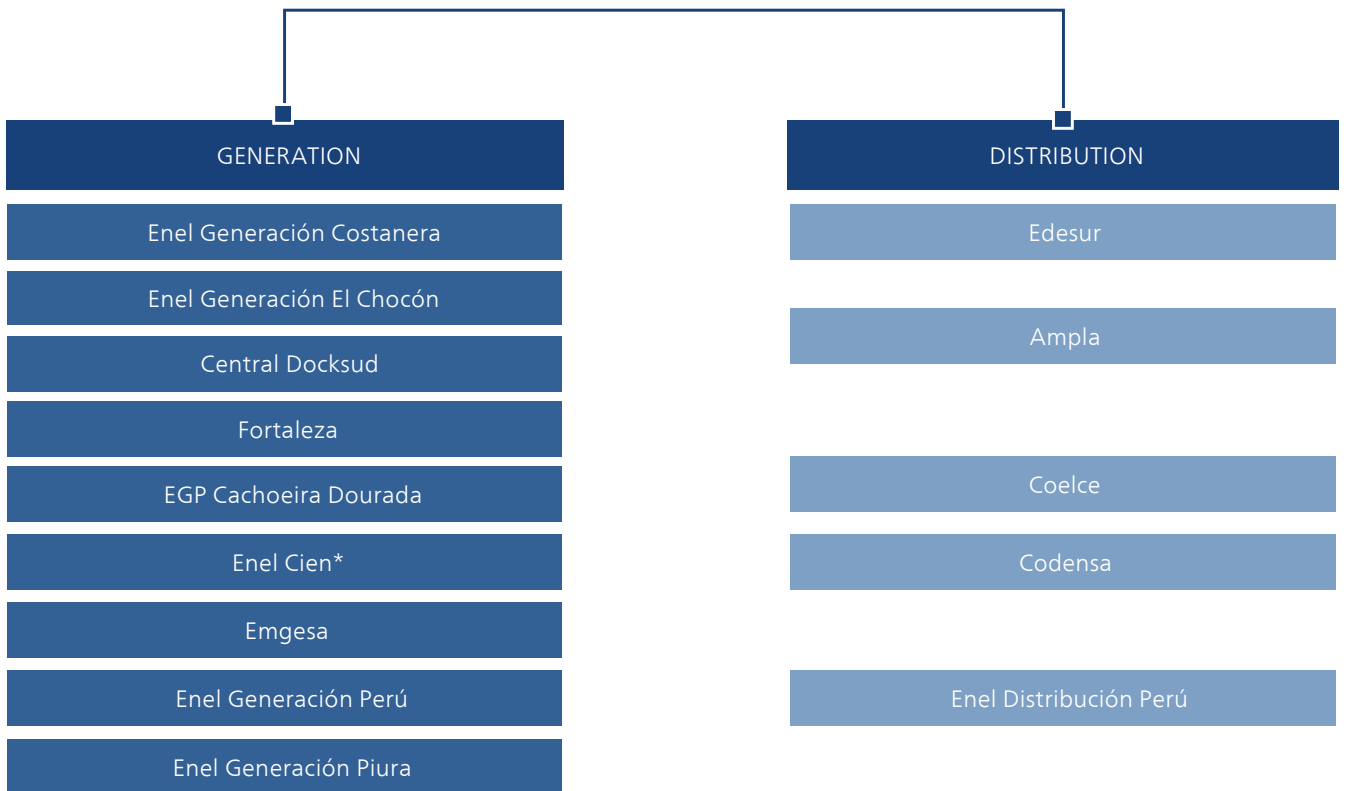 GENERATION
Enel Generación Costanera
Enel Generación El Chocón
Central Docksud
Fortaleza
EGP Cachoeira Dourada
Enel Cien*
Emgesa
Enel Generación Perú
Enel Generación Piura
DISTRIBUTION
Edesur
Ampla
Coelce
Codensa
Enel Distribución Perú